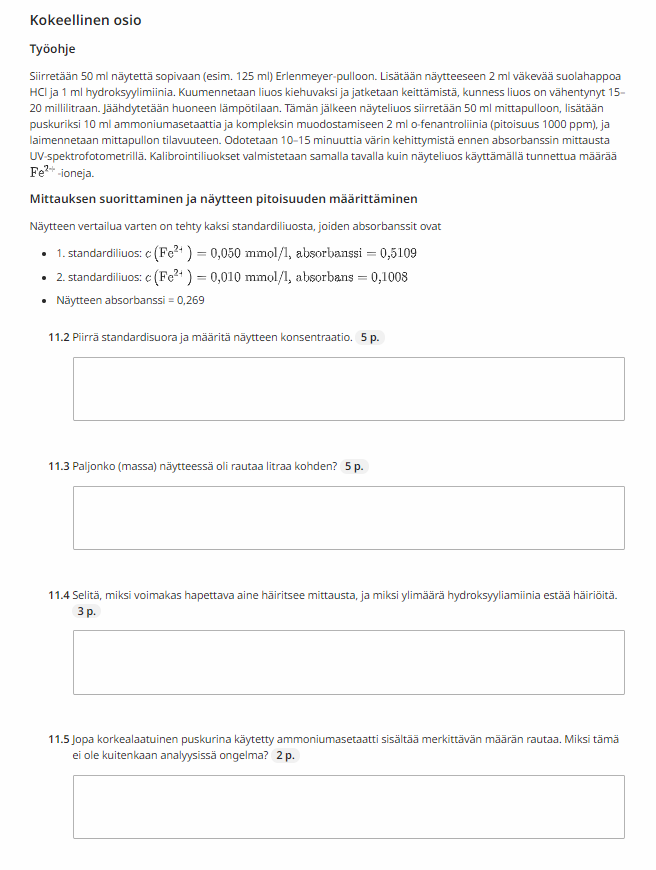 Kokeellinen osio
Työohje
Siirretään 50 ml näytettä sopivaan (esim. 125 ml) Erlenmeyer-pulloon. Lisätään näytteeseen 2 ml väkevää suolahappoa
HCl ja 1 ml hydroksyylimiinia. Kuumennetaan liuos kiehuvaksi ja jatketaan keittämistä, kunness liuos on vähentynyt 15–
20 millilitraan. Jäähdytetään huoneen lämpötilaan. Tämän jälkeen näyteliuos siirretään 50 ml mittapulloon, lisätään
puskuriksi 10 ml ammoniumasetaattia ja kompleksin muodostamiseen 2 ml o-fenantroliinia (pitoisuus 1000 ppm), ja
laimennetaan mittapullon tilavuuteen. Odotetaan 10–15 minuuttia värin kehittymistä ennen absorbanssin mittausta
UV-spektrofotometrillä. Kalibrointiliuokset valmistetaan samalla tavalla kuin näyteliuos käyttämällä tunnettua määrää
Fe²⁺ -ioneja.
Mittauksen suorittaminen ja näytteen pitoisuuden määrittäminen
Näytteen vertailua varten on tehty kaksi standardiliuosta, joiden absorbanssit ovat
• 1. standardiliuos: c (Fe²⁺) = 0,050 mmol/l, absorbanssi = 0,5109
• 2. standardiliuos: c (Fe²⁺) = 0,010 mmol/l, absorbans = 0,1008
• Näytteen absorbanssi = 0,269
11.2 Piirrä standardisuora ja määritä näytteen konsentraatio. 5 p.
11.3 Paljonko (massa) näytteessä oli rautaa litraa kohden? 5 p.
11.4 Selitä, miksi voimakas hapettava aine häiritsee mittausta, ja miksi ylimäärä hydroksyyliamiinia estää häiriöitä.
3 p.
11.5 Jopa korkealaatuinen puskurina käytetty ammoniumasetaatti sisältää merkittävän määrän rautaa. Miksi tämä
ei ole kuitenkaan analyysissä ongelma? 2 p.